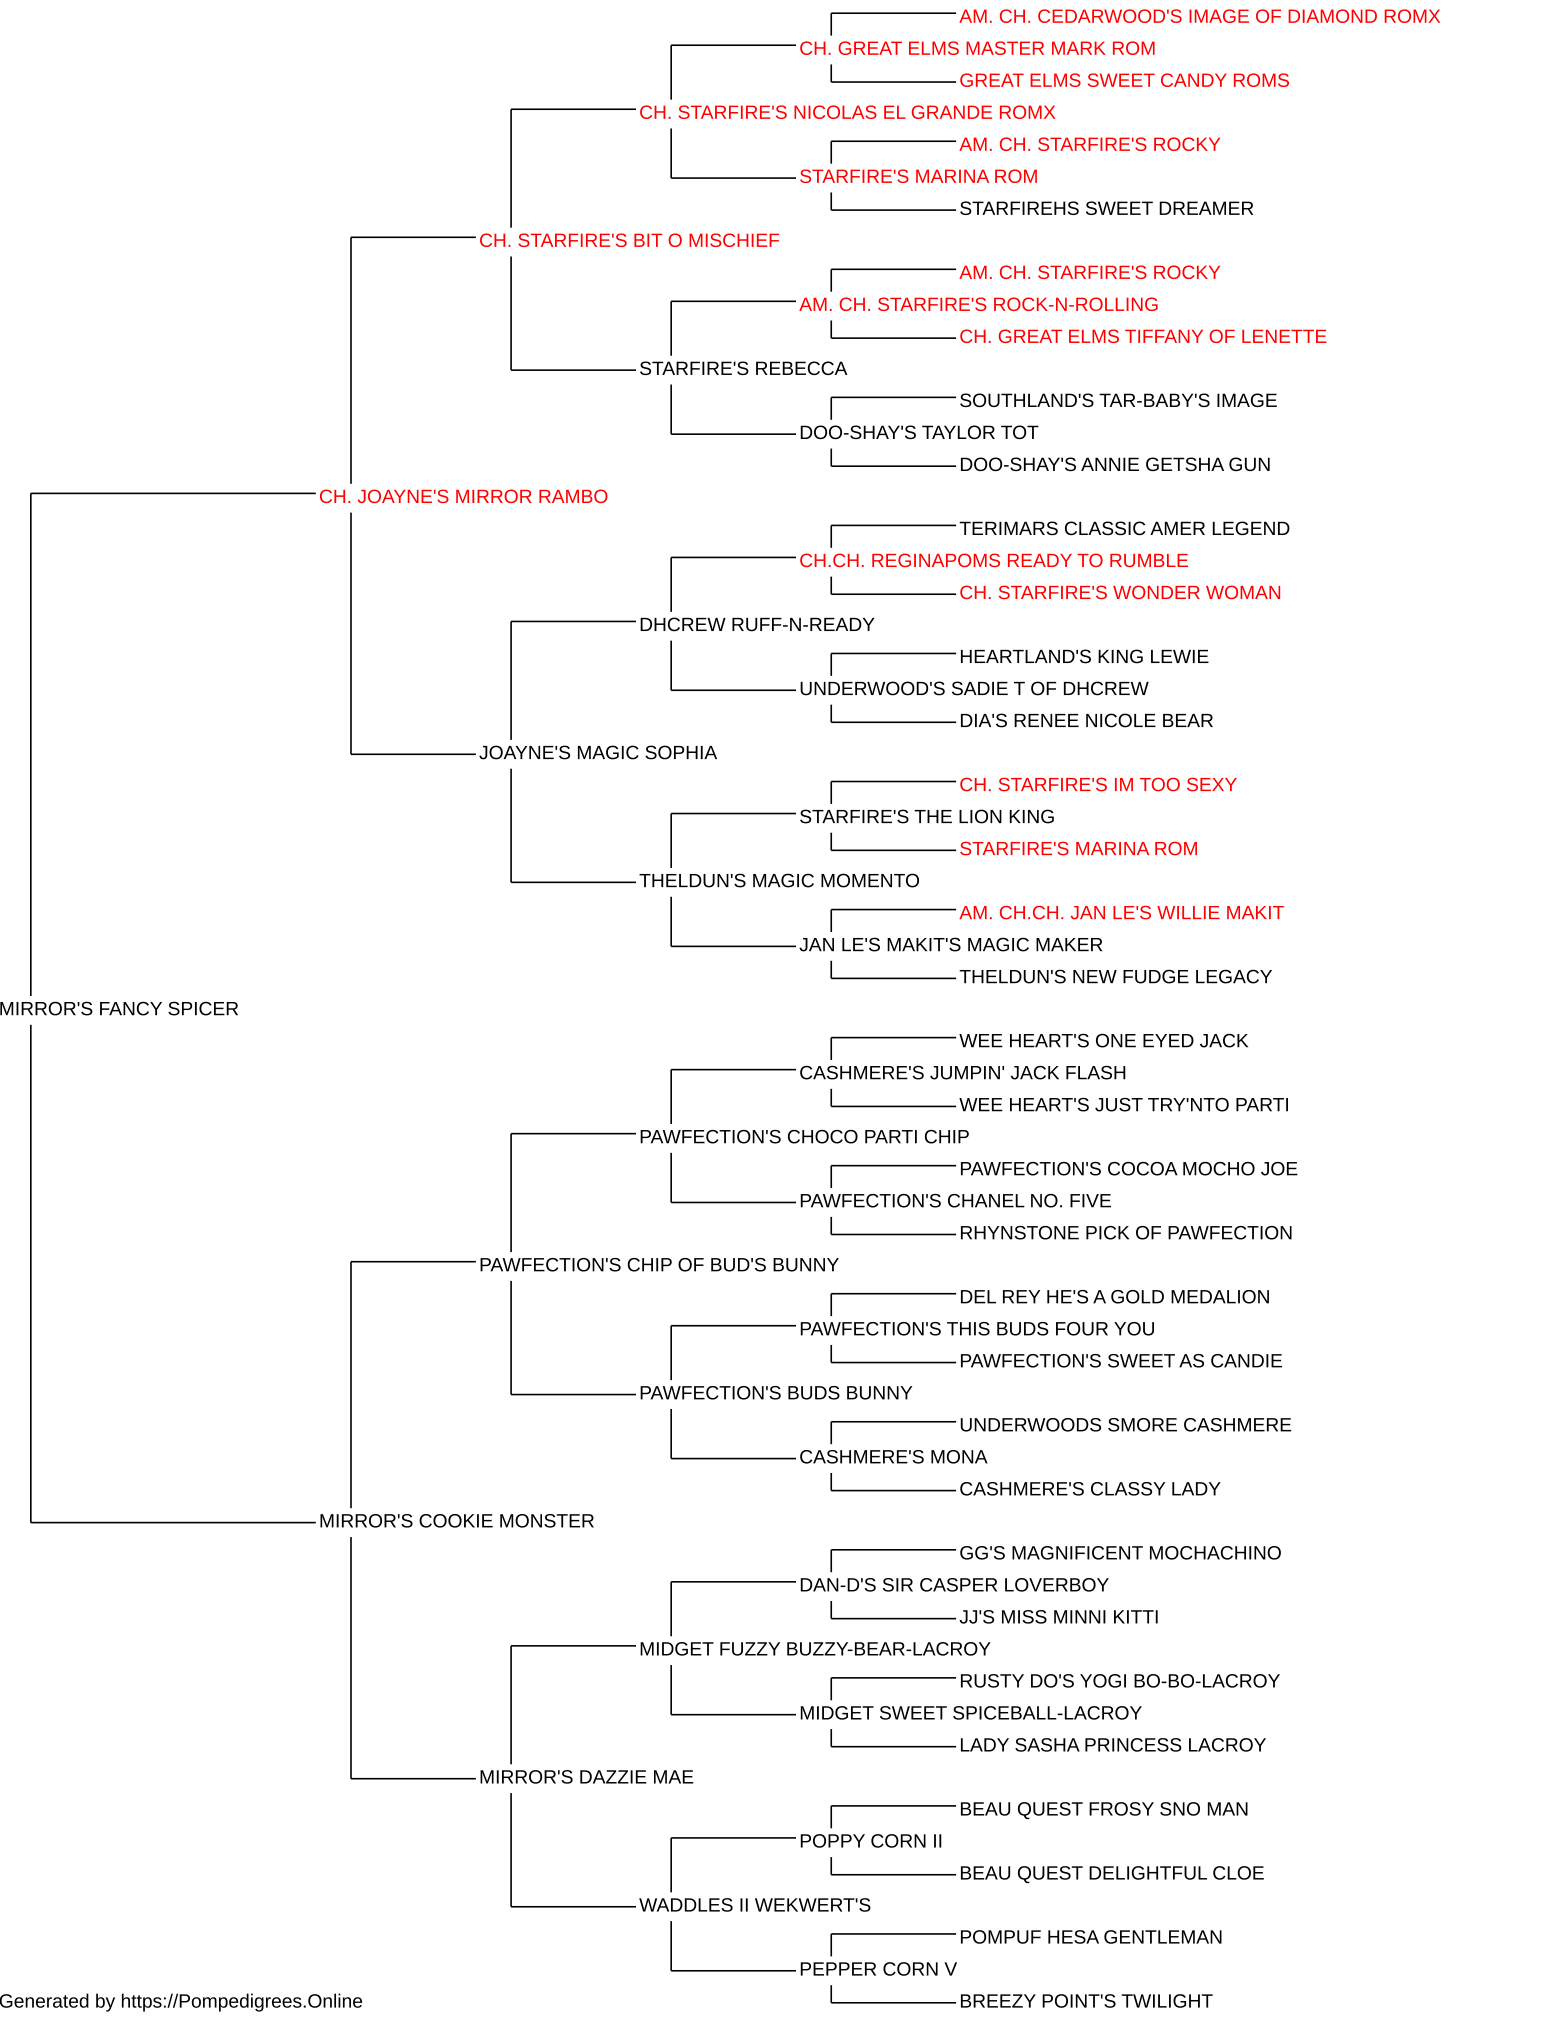 AM. CH. CEDARWOOD'S IMAGE OF DIAMOND ROMX
CH. GREAT ELMS MASTER MARK ROM
GREAT ELMS SWEET CANDY ROMS
CH. STARFIRE'S NICOLAS EL GRANDE ROMX
AM. CH. STARFIRE'S ROCKY
STARFIRE'S MARINA ROM
STARFIREHS SWEET DREAMER
CH. STARFIRE'S BIT O MISCHIEF
AM. CH. STARFIRE'S ROCKY
AM. CH. STARFIRE'S ROCK-N-ROLLING
CH. GREAT ELMS TIFFANY OF LENETTE
STARFIRE'S REBECCA
SOUTHLAND'S TAR-BABY'S IMAGE
DOO-SHAY'S TAYLOR TOT
DOO-SHAY'S ANNIE GETSHA GUN
CH. JOAYNE'S MIRROR RAMBO
TERIMARS CLASSIC AMER LEGEND
CH.CH. REGINAPOMS READY TO RUMBLE
CH. STARFIRE'S WONDER WOMAN
DHCREW RUFF-N-READY
HEARTLAND'S KING LEWIE
UNDERWOOD'S SADIE T OF DHCREW
DIA'S RENEE NICOLE BEAR
JOAYNE'S MAGIC SOPHIA
CH. STARFIRE'S IM TOO SEXY
STARFIRE'S THE LION KING
STARFIRE'S MARINA ROM
THELDUN'S MAGIC MOMENTO
AM. CH.CH. JAN LE'S WILLIE MAKIT
JAN LE'S MAKIT'S MAGIC MAKER
THELDUN'S NEW FUDGE LEGACY
MIRROR'S FANCY SPICER
WEE HEART'S ONE EYED JACK
CASHMERE'S JUMPIN' JACK FLASH
WEE HEART'S JUST TRY'NTO PARTI
PAWFECTION'S CHOCO PARTI CHIP
PAWFECTION'S COCOA MOCHO JOE
PAWFECTION'S CHANEL NO. FIVE
RHYNSTONE PICK OF PAWFECTION
PAWFECTION'S CHIP OF BUD'S BUNNY
DEL REY HE'S A GOLD MEDALION
PAWFECTION'S THIS BUDS FOUR YOU
PAWFECTION'S SWEET AS CANDIE
PAWFECTION'S BUDS BUNNY
UNDERWOODS SMORE CASHMERE
CASHMERE'S MONA
CASHMERE'S CLASSY LADY
MIRROR'S COOKIE MONSTER
GG'S MAGNIFICENT MOCHACHINO
DAN-D'S SIR CASPER LOVERBOY
JJ'S MISS MINNI KITTI
MIDGET FUZZY BUZZY-BEAR-LACROY
RUSTY DO'S YOGI BO-BO-LACROY
MIDGET SWEET SPICEBALL-LACROY
LADY SASHA PRINCESS LACROY
MIRROR'S DAZZIE MAE
BEAU QUEST FROSY SNO MAN
POPPY CORN II
BEAU QUEST DELIGHTFUL CLOE
WADDLES II WEKWERT'S
POMPUF HESA GENTLEMAN
PEPPER CORN V
BREEZY POINT'S TWILIGHT
Generated by https://Pompedigrees.Online